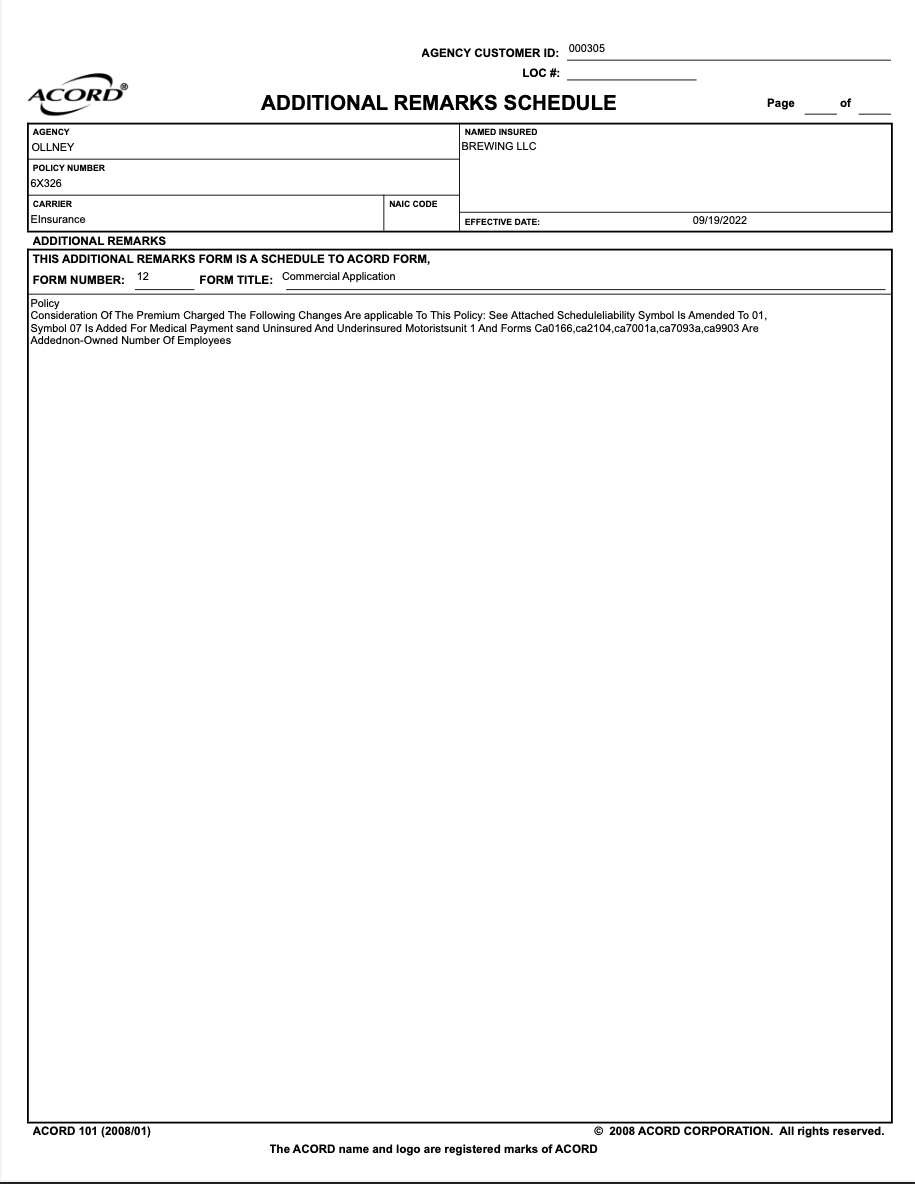 AGENCY CUSTOMER ID: 000305
LOC #:
ACORD®
ADDITIONAL REMARKS SCHEDULE
Page of
AGENCY
OLLNEY
NAMED INSURED
BREWING LLC
POLICY NUMBER
6X326
CARRIER
EInsurance
NAIC CODE
EFFECTIVE DATE: 09/19/2022
ADDITIONAL REMARKS
THIS ADDITIONAL REMARKS FORM IS A SCHEDULE TO ACORD FORM,
FORM NUMBER: 12 FORM TITLE: Commercial Application
Policy
Consideration Of The Premium Charged The Following Changes Are applicable To This Policy: See Attached Scheduleliability Symbol Is Amended To 01,
Symbol 07 Is Added For Medical Payment sand Uninsured And Underinsured Motoristsunit 1 And Forms Ca0166,ca2104,ca7001a,ca7093a,ca9903 Are
Addednon-Owned Number Of Employees
ACORD 101 (2008/01)
© 2008 ACORD CORPORATION. All rights reserved.
The ACORD name and logo are registered marks of ACORD